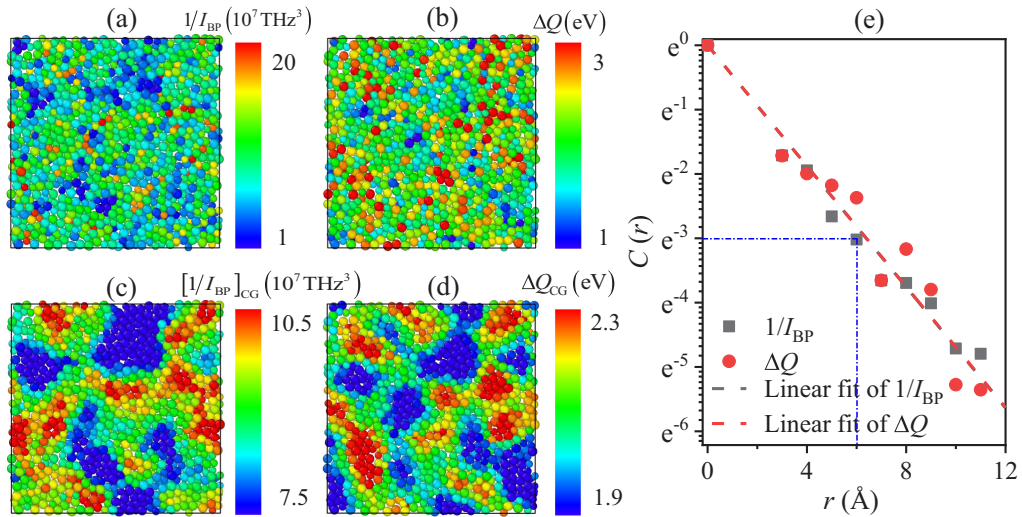 (a)
1/I_BP (10^7 THz^3)
20
1
(b)
ΔQ (eV)
3
1
(c)
[1/I_BP]_CG (10^7 THz^3)
10.5
7.5
(d)
ΔQ_CG (eV)
2.3
1.9
(e)
C (r)
e^0
e^-1
e^-2
e^-3
e^-4
e^-5
e^-6
1/I_BP
ΔQ
Linear fit of 1/I_BP
Linear fit of ΔQ
0
4
8
12
r (Å)